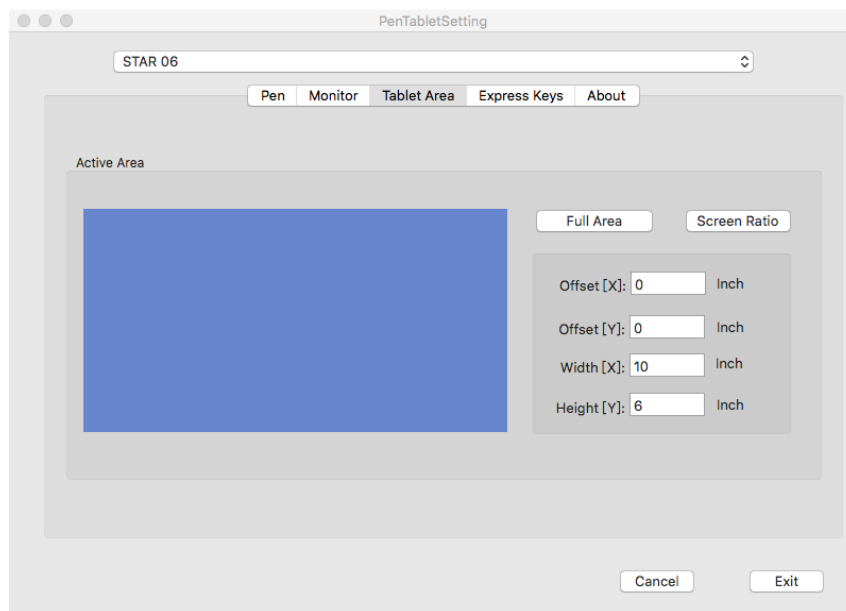 PenTabletSetting
STAR 06
Pen Monitor Tablet Area Express Keys About
Active Area
Full Area Screen Ratio
Offset [X]: 0 Inch
Offset [Y]: 0 Inch
Width [X]: 10 Inch
Height [Y]: 6 Inch
Cancel Exit